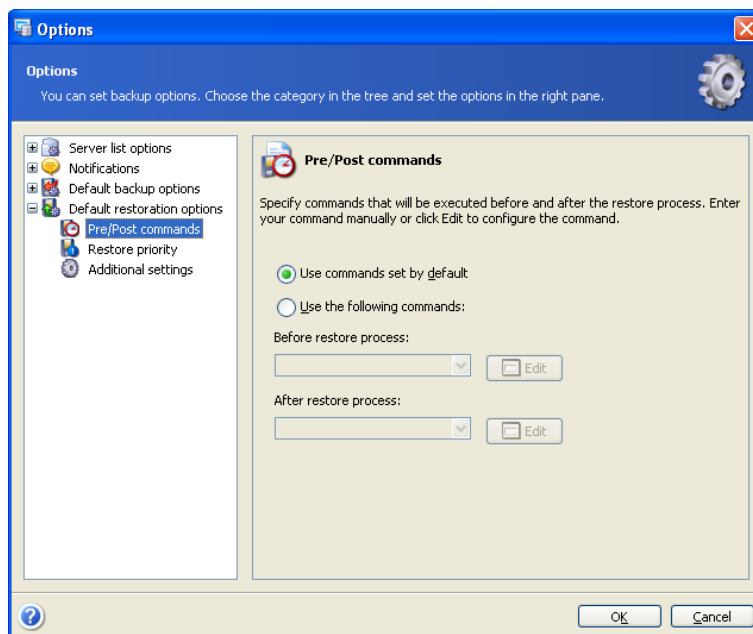 Options
Options
You can set backup options. Choose the category in the tree and set the options in the right pane.
Server list options
Notifications
Default backup options
Default restoration options
Pre/Post commands
Restore priority
Additional settings
Pre/Post commands
Specify commands that will be executed before and after the restore process. Enter
your command manually or click Edit to configure the command.
Use commands set by default
Use the following commands:
Before restore process:
Edit
After restore process:
Edit
OK
Cancel